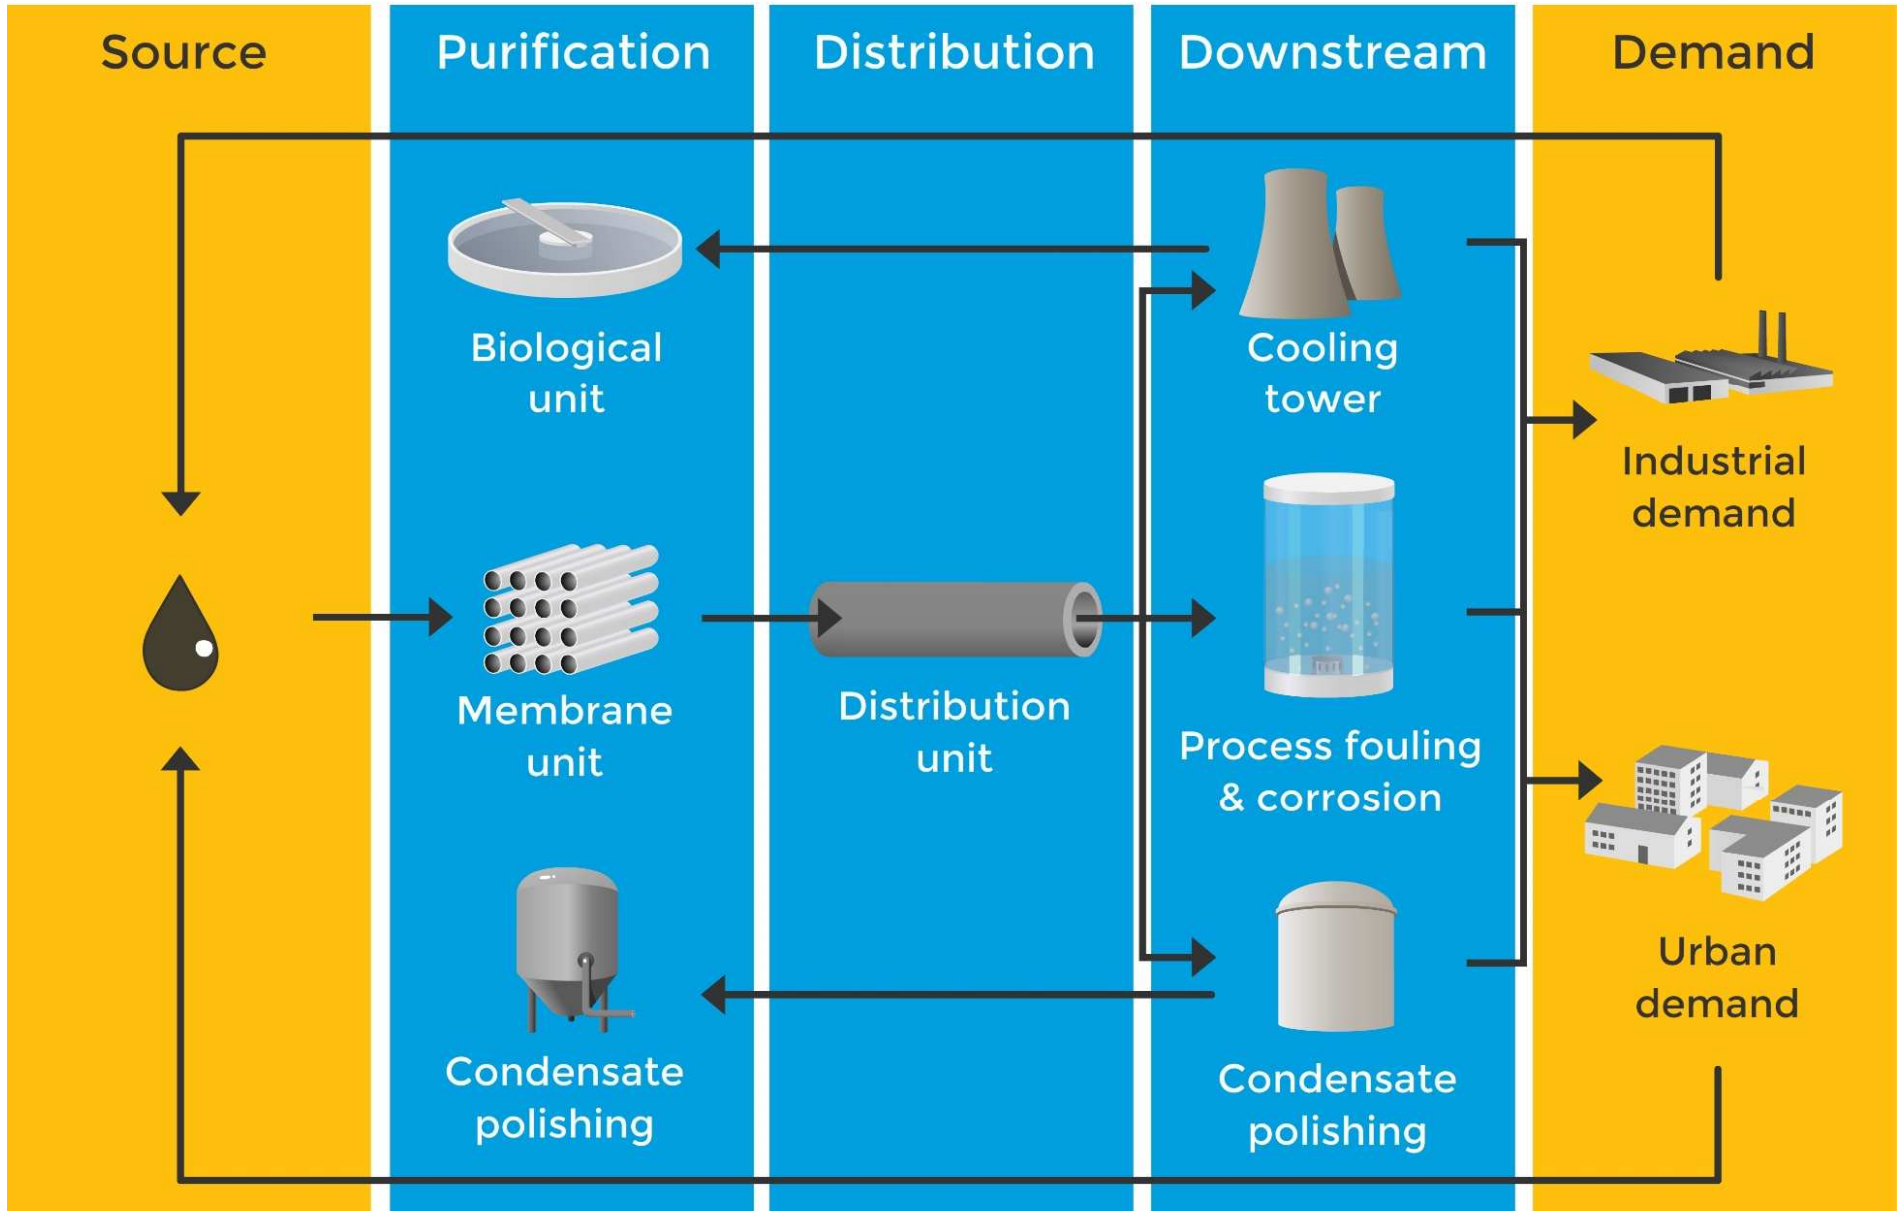 Source
Purification
Distribution
Downstream
Demand
Biological
unit
Cooling
tower
Industrial
demand
Membrane
unit
Distribution
unit
Process fouling
& corrosion
Urban
demand
Condensate
polishing
Condensate
polishing